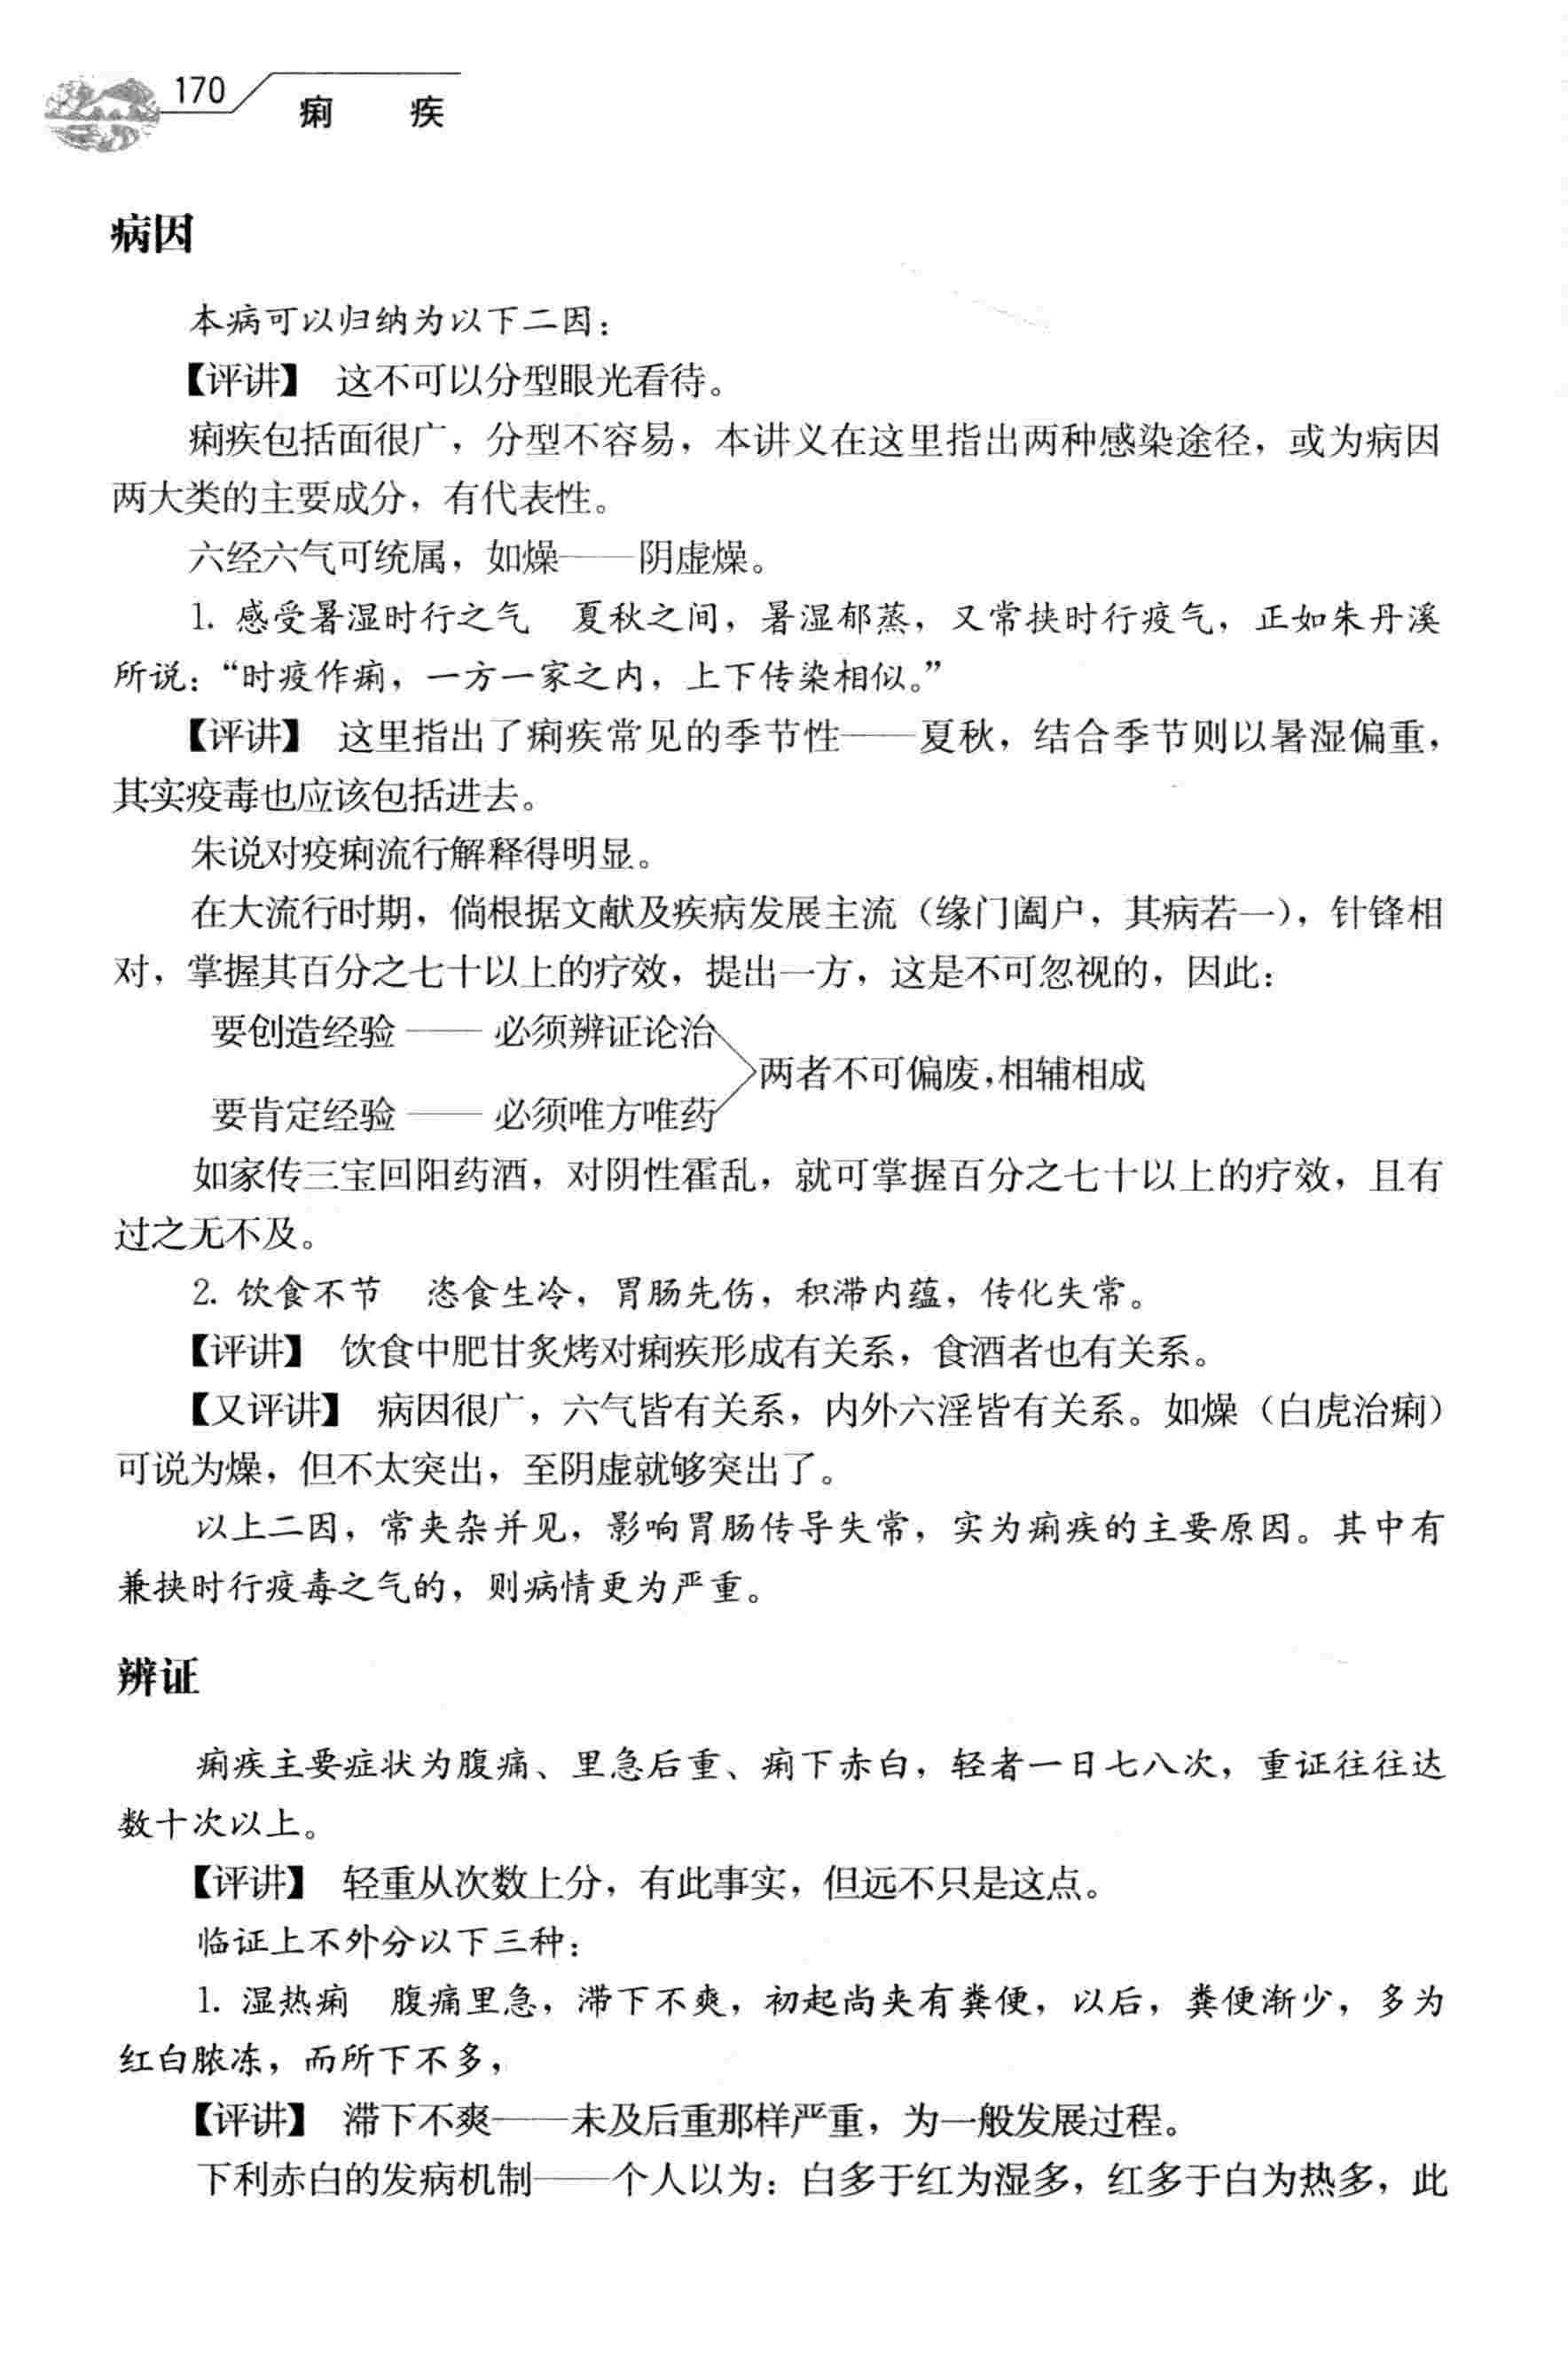 170
痢 疾
病因
本病可以归纳为以下二因：
【评讲】 这不可以分型眼光看待。
痢疾包括面很广，分型不容易，本讲义在这里指出两种感染途径，或为病因
两大类的主要成分，有代表性。
六经六气可统属，如燥——阴虚燥。
1. 感受暑湿时行之气 夏秋之间，暑湿郁蒸，又常挟时行疫气，正如朱丹溪
所说：“时疫作痢，一方一家之内，上下传染相似。”
【评讲】 这里指出了痢疾常见的季节性——夏秋，结合季节则以暑湿偏重，
其实疫毒也应该包括进去。
朱说对疫痢流行解释得明显。
在大流行时期，倘根据文献及疾病发展主流（缘门阖户，其病若一），针锋相
对，掌握其百分之七十以上的疗效，提出一方，这是不可忽视的，因此：
要创造经验 —— 必须辨证论治
两者不可偏废，相辅相成
要肯定经验 —— 必须唯方唯药
如家传三宝回阳药酒，对阴性霍乱，就可掌握百分之七十以上的疗效，且有
过之无不及。
2. 饮食不节 恣食生冷，胃肠先伤，积滞内蕴，传化失常。
【评讲】 饮食中肥甘炙烤对痢疾形成有关系，食酒者也有关系。
【又评讲】 病因很广，六气皆有关系，内外六淫皆有关系。如燥（白虎治痢）
可说为燥，但不太突出，至阴虚就够突出了。
以上二因，常夹杂并见，影响胃肠传导失常，实为痢疾的主要原因。其中有
兼挟时行疫毒之气的，则病情更为严重。
辨证
痢疾主要症状为腹痛、里急后重、痢下赤白，轻者一日七八次，重证往往达
数十次以上。
【评讲】 轻重从次数上分，有此事实，但远不只是这点。
临证上不外分以下三种：
1. 湿热痢 腹痛里急，滞下不爽，初起尚夹有粪便，以后，粪便渐少，多为
红白脓冻，而所下不多，
【评讲】 滞下不爽——未及后重那样严重，为一般发展过程。
下利赤白的发病机制——个人以为：白多于红为湿多，红多于白为热多，此